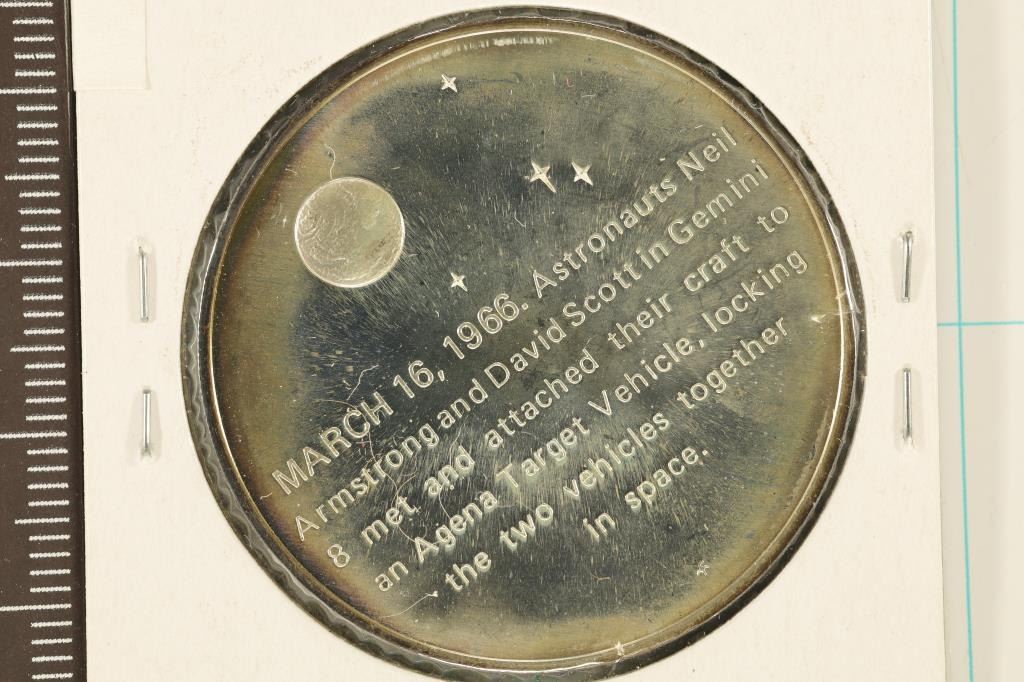 MARCH 16, 1966. Astronauts Neil
Armstrong and David Scott in Gemini
8 met and attached their craft to
an Agena Target Vehicle, locking
the two vehicles together
in space.